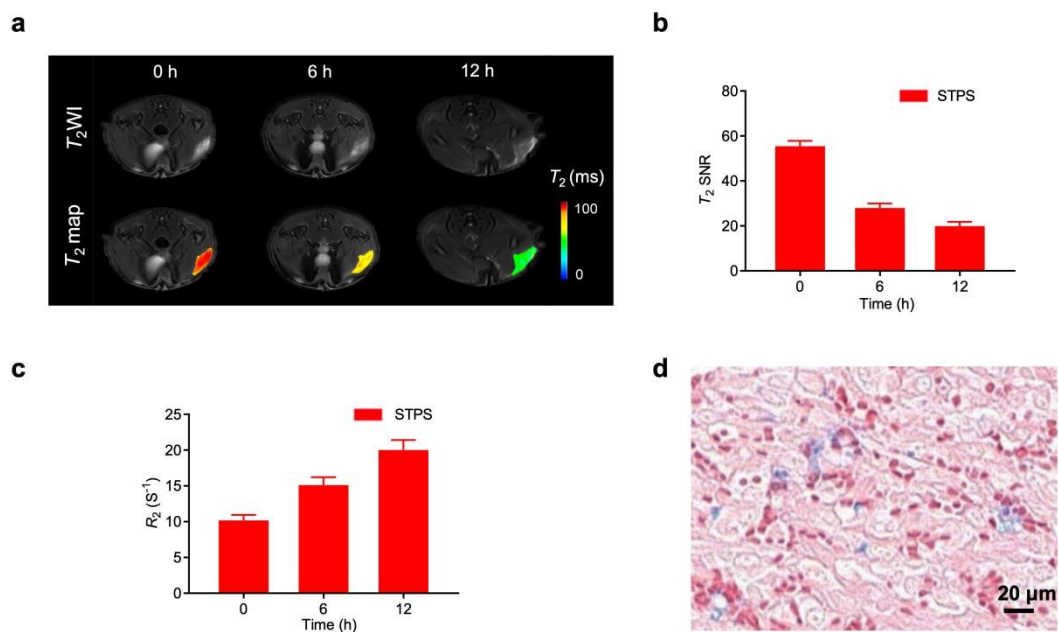 a
0 h 6 h 12 h
T₂WI
T₂ map
T₂ (ms)
100
0
b
STPS
T₂ SNR
80
60
40
20
0
0 6 12
Time (h)
c
STPS
R₂ (S⁻¹)
25
20
15
10
5
0
0 6 12
Time (h)
d
20 µm